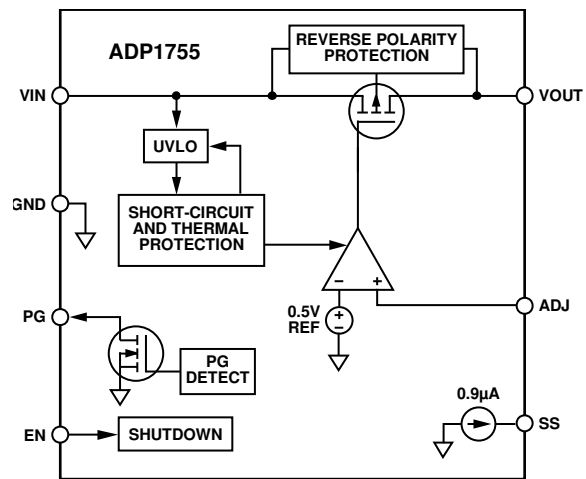 ADP1755
REVERSE POLARITY
PROTECTION
VIN
VOUT
UVLO
GND
SHORT-CIRCUIT
AND THERMAL
PROTECTION
–
+
PG
0.5V
REF
+
–
ADJ
PG
DETECT
0.9µA
SS
EN
SHUTDOWN